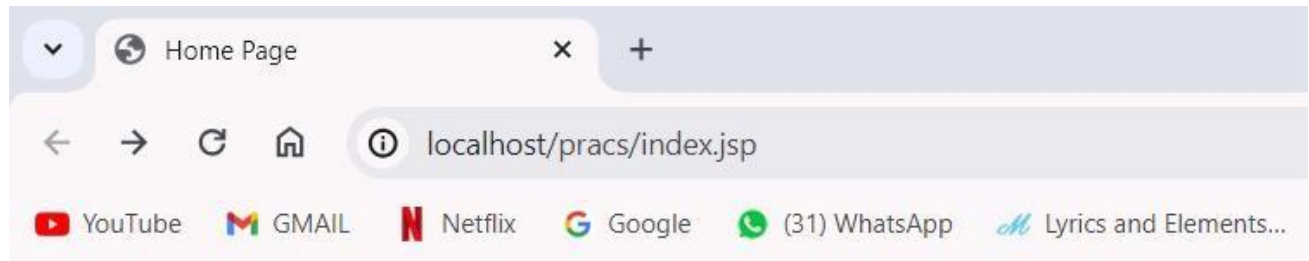 Home Page
localhost/pracs/index.jsp
YouTube GMAIL Netflix Google (31) WhatsApp Lyrics and Elements...